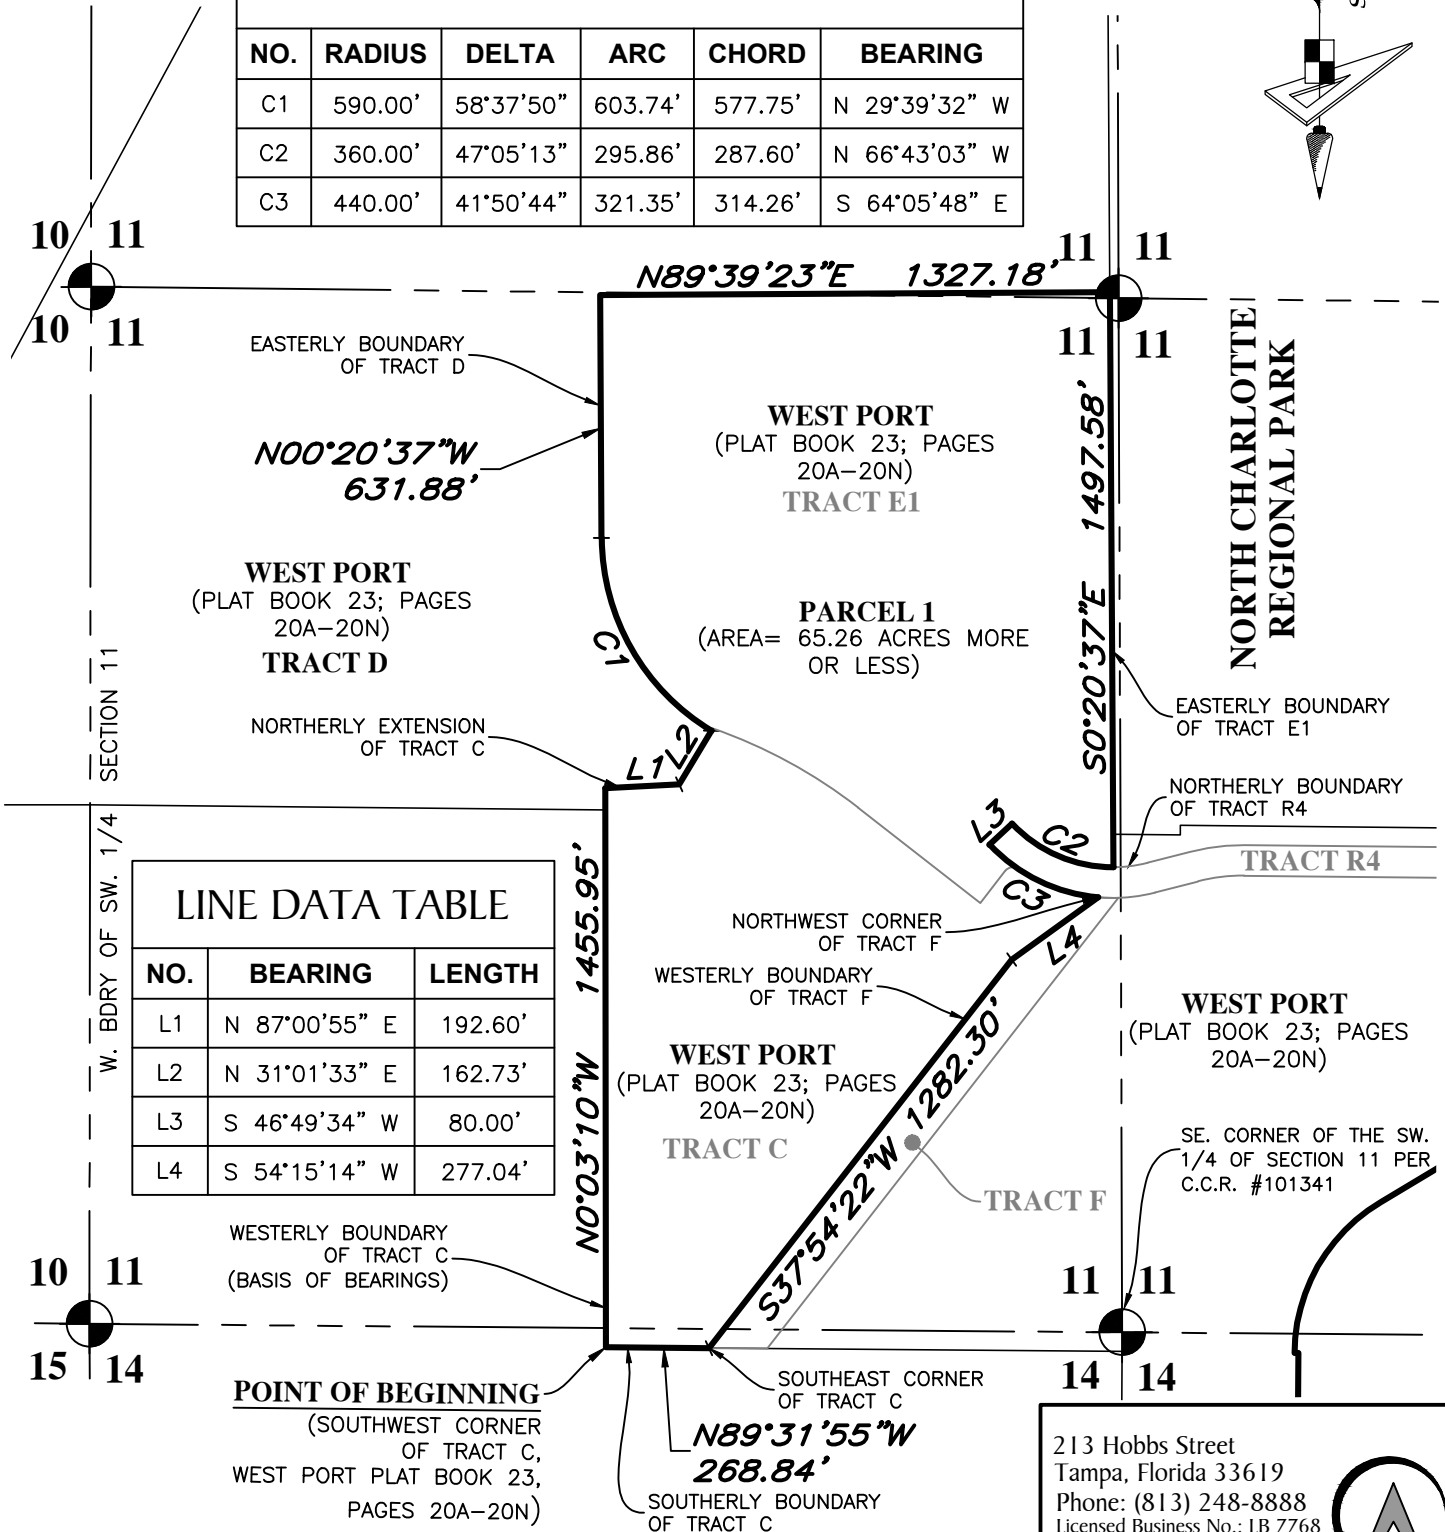 NO. RADIUS DELTA ARC CHORD BEARING
C1 590.00' 58°37'50" 603.74' 577.75' N 29°39'32" W
C2 360.00' 47°05'13" 295.86' 287.60' N 66°43'03" W
C3 440.00' 41°50'44" 321.35' 314.26' S 64°05'48" E
10 11
10 11
11 11
11 11
N89°39'23"E 1327.18'
EASTERLY BOUNDARY
OF TRACT D
N00°20'37"W
631.88'
WEST PORT
(PLAT BOOK 23; PAGES
20A-20N)
TRACT E1
1497.58'
S0°20'37"E
NORTH CHARLOTTE
REGIONAL PARK
WEST PORT
(PLAT BOOK 23; PAGES
20A-20N)
TRACT D
PARCEL 1
(AREA= 65.26 ACRES MORE
OR LESS)
C1
SECTION 11
W. BDRY OF SW. 1/4
NORTHERLY EXTENSION
OF TRACT C
L1
L2
EASTERLY BOUNDARY
OF TRACT E1
NORTHERLY BOUNDARY
OF TRACT R4
TRACT R4
L3
C2
C3
L4
LINE DATA TABLE
NO. BEARING LENGTH
L1 N 87°00'55" E 192.60'
L2 N 31°01'33" E 162.73'
L3 S 46°49'34" W 80.00'
L4 S 54°15'14" W 277.04'
N0°03'10"W 1455.95'
NORTHWEST CORNER
OF TRACT F
WESTERLY BOUNDARY
OF TRACT F
WEST PORT
(PLAT BOOK 23; PAGES
20A-20N)
TRACT C
S37°54'22"W 1282.30'
TRACT F
WEST PORT
(PLAT BOOK 23; PAGES
20A-20N)
SE. CORNER OF THE SW.
1/4 OF SECTION 11 PER
C.C.R. #101341
WESTERLY BOUNDARY
OF TRACT C
(BASIS OF BEARINGS)
10 11
15 14
11 11
14 14
POINT OF BEGINNING
(SOUTHWEST CORNER
OF TRACT C,
WEST PORT PLAT BOOK 23,
PAGES 20A-20N)
SOUTHEAST CORNER
OF TRACT C
N89°31'55"W
268.84'
SOUTHERLY BOUNDARY
OF TRACT C
213 Hobbs Street
Tampa, Florida 33619
Phone: (813) 248-8888
Licensed Business No.: LB 7768